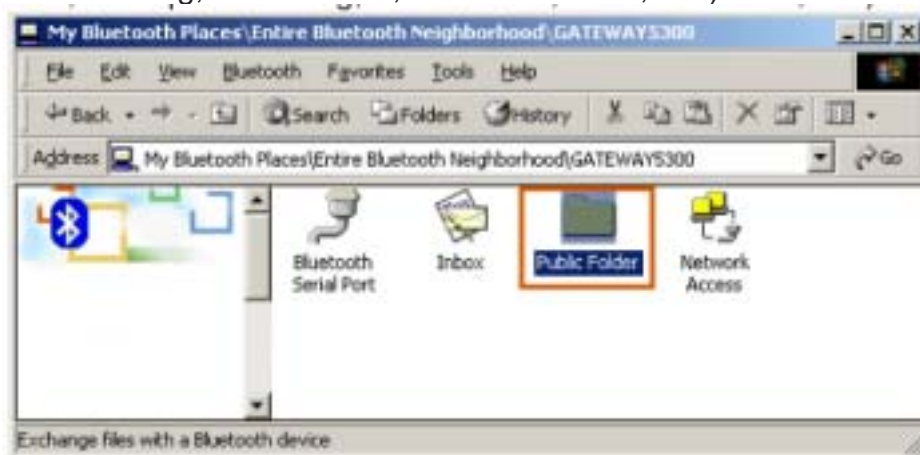 My Bluetooth Places\Entire Bluetooth Neighborhood\GATEWAY5300
File Edit View Bluetooth Favorites Tools Help
Back Search Folders History
Address My Bluetooth Places\Entire Bluetooth Neighborhood\GATEWAY5300 Go
Bluetooth Serial Port
Inbox
Public Folder
Network Access
Exchange files with a Bluetooth device